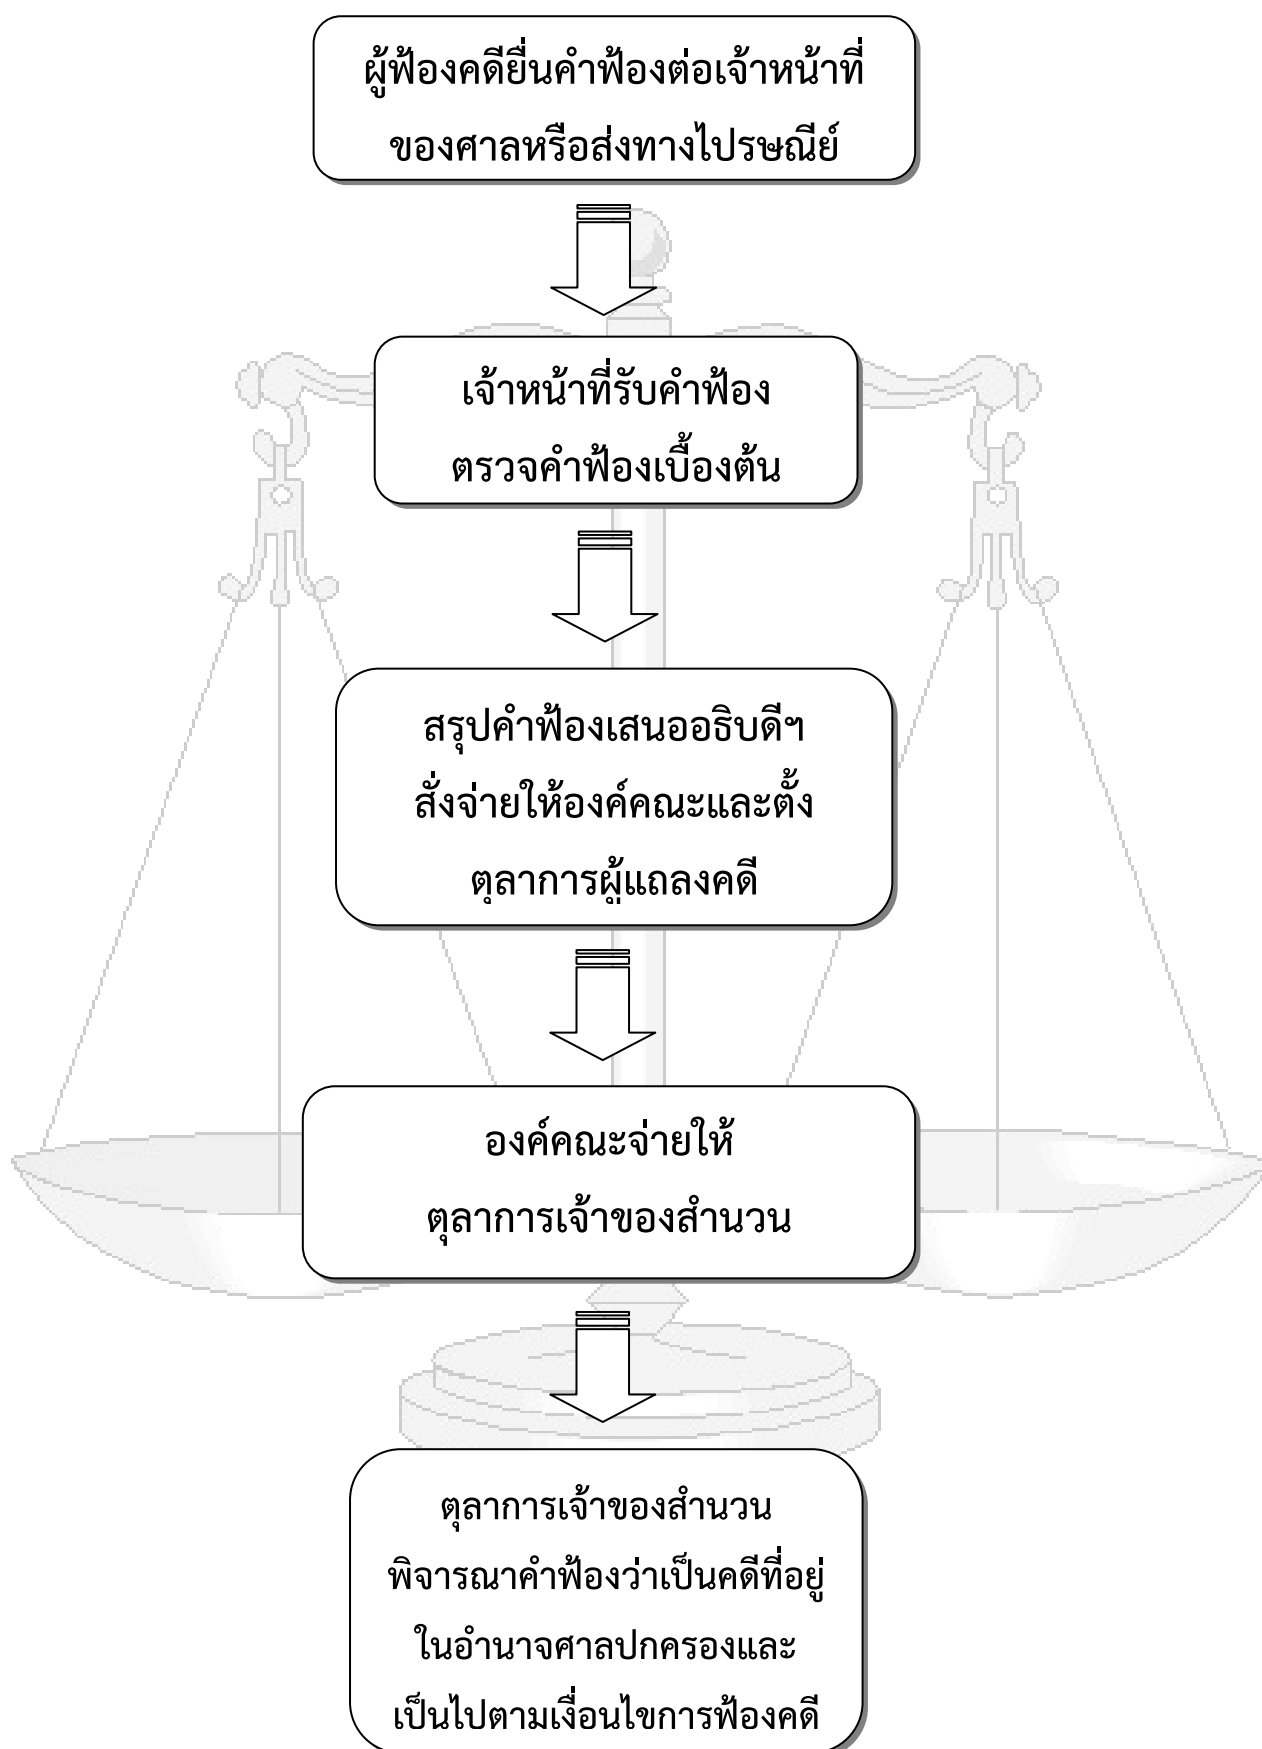 ผู้ฟ้องคดียื่นคำฟ้องต่อเจ้าหน้าที่
ของศาลหรือส่งทางไปรษณีย์
เจ้าหน้าที่รับคำฟ้อง
ตรวจคำฟ้องเบื้องต้น
สรุปคำฟ้องเสนออธิบดีฯ
สั่งจ่ายให้องค์คณะและตั้ง
ตุลาการผู้แถลงคดี
องค์คณะจ่ายให้
ตุลาการเจ้าของสำนวน
ตุลาการเจ้าของสำนวน
พิจารณาคำฟ้องว่าเป็นคดีที่อยู่
ในอำนาจศาลปกครองและ
เป็นไปตามเงื่อนไขการฟ้องคดี